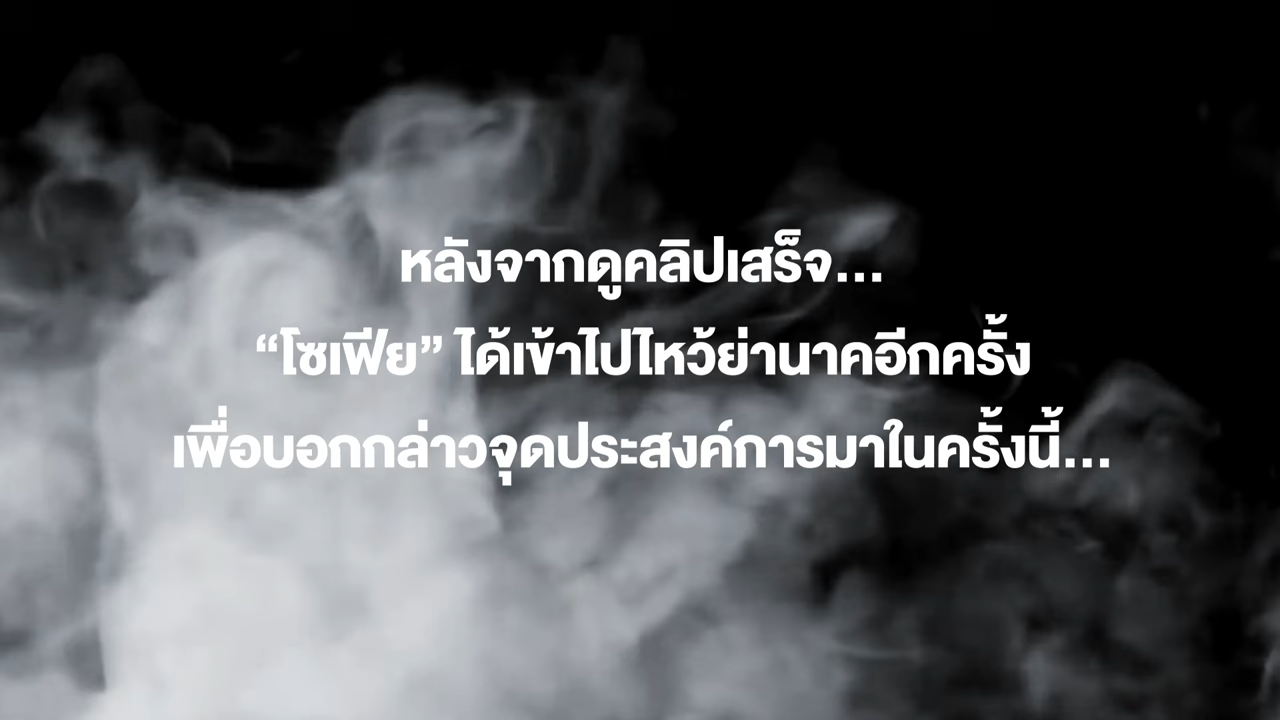 หลังจากดูคลิปเสร็จ...
“โซเฟีย” ได้เข้าไปไหว้ย่านาคอีกครั้ง
เพื่อบอกกล่าวจุดประสงค์การมาในครั้งนี้...